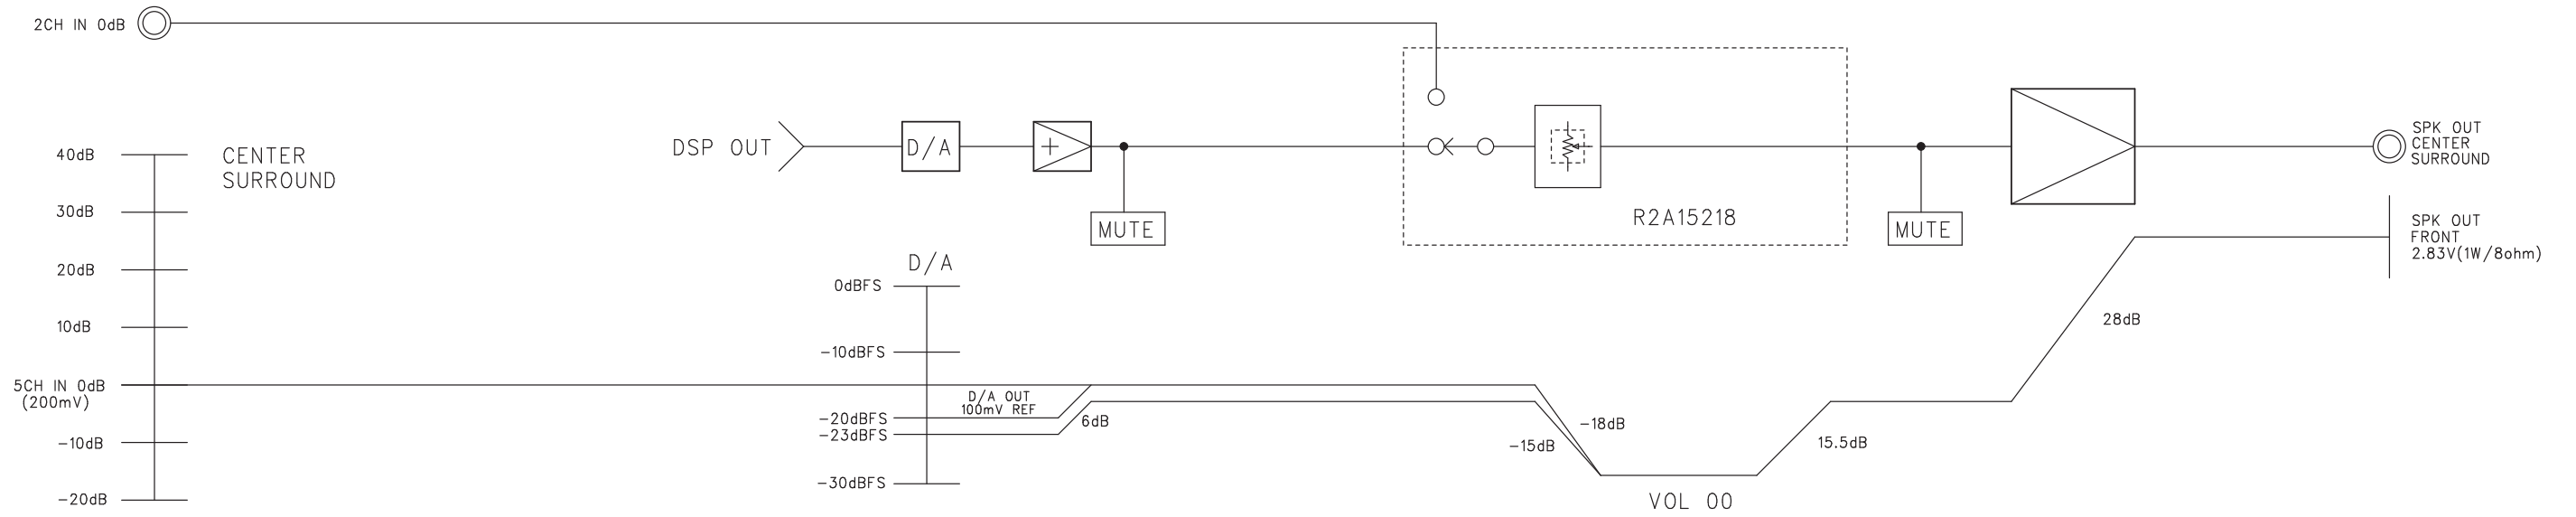 2CH IN 0dB
40dB
30dB
20dB
10dB
5CH IN 0dB
(200mV)
-10dB
-20dB
CENTER
SURROUND
DSP OUT
D/A
+
MUTE
R2A15218
MUTE
SPK OUT
CENTER
SURROUND
SPK OUT
FRONT
2.83V(1W/8ohm)
D/A
0dBFS
-10dBFS
-20dBFS
-23dBFS
-30dBFS
D/A OUT
100mV REF
6dB
-18dB
-15dB
VOL 00
15.5dB
28dB